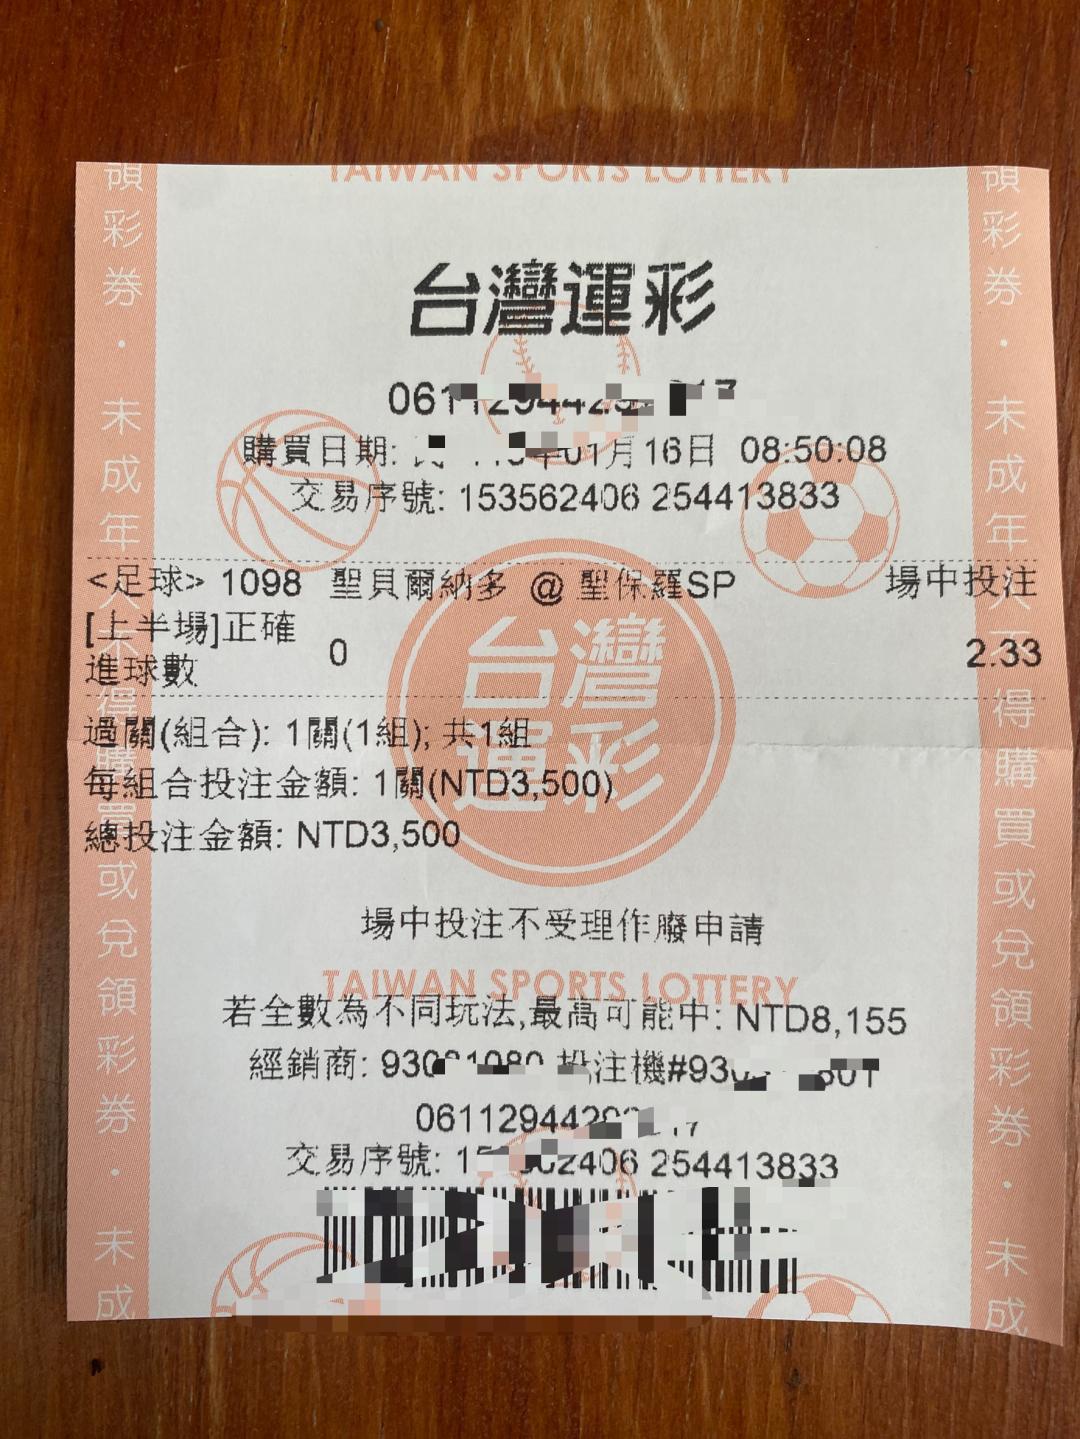 TAIWAN SPORTS LOTTERY
台灣運彩
購買日期: 01月16日 08:50:08
交易序號: 153562406 254413833
<足球> 1098 聖貝爾納多 @ 聖保羅SP 場中投注
[上半場]正確
進球數 0 2.33
台灣
運彩
過關(組合): 1關(1組); 共1組
每組合投注金額: 1關(NTD3,500)
總投注金額: NTD3,500
場中投注不受理作廢申請
TAIWAN SPORTS LOTTERY
若全數為不同玩法,最高可能中: NTD8,155
經銷商: 投注機
交易序號: 254413833
領彩券・未成年人不得購買或兌領彩券・未成
領彩券・未成年人不得購買或兌領彩券・未成